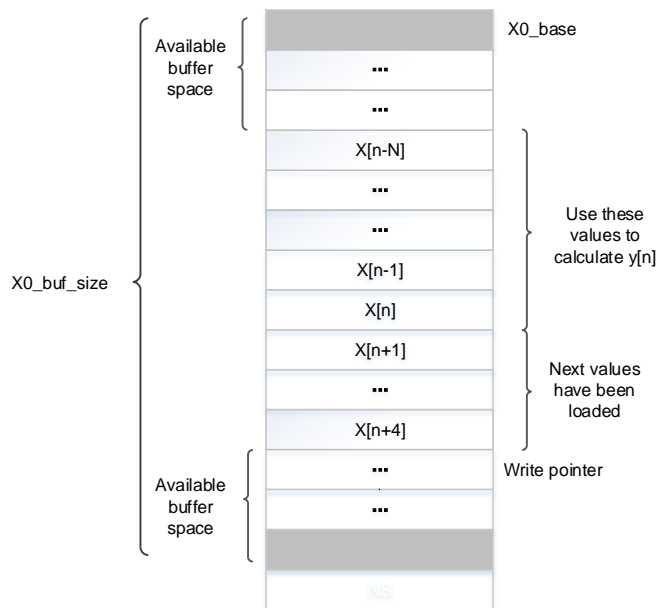 X0_base
Available
buffer
space
...
...
X[n-N]
...
...
Use these
values to
calculate y[n]
X[n-1]
X0_buf_size
X[n]
X[n+1]
...
Next values
have been
loaded
X[n+4]
...
Write pointer
Available
buffer
space
...